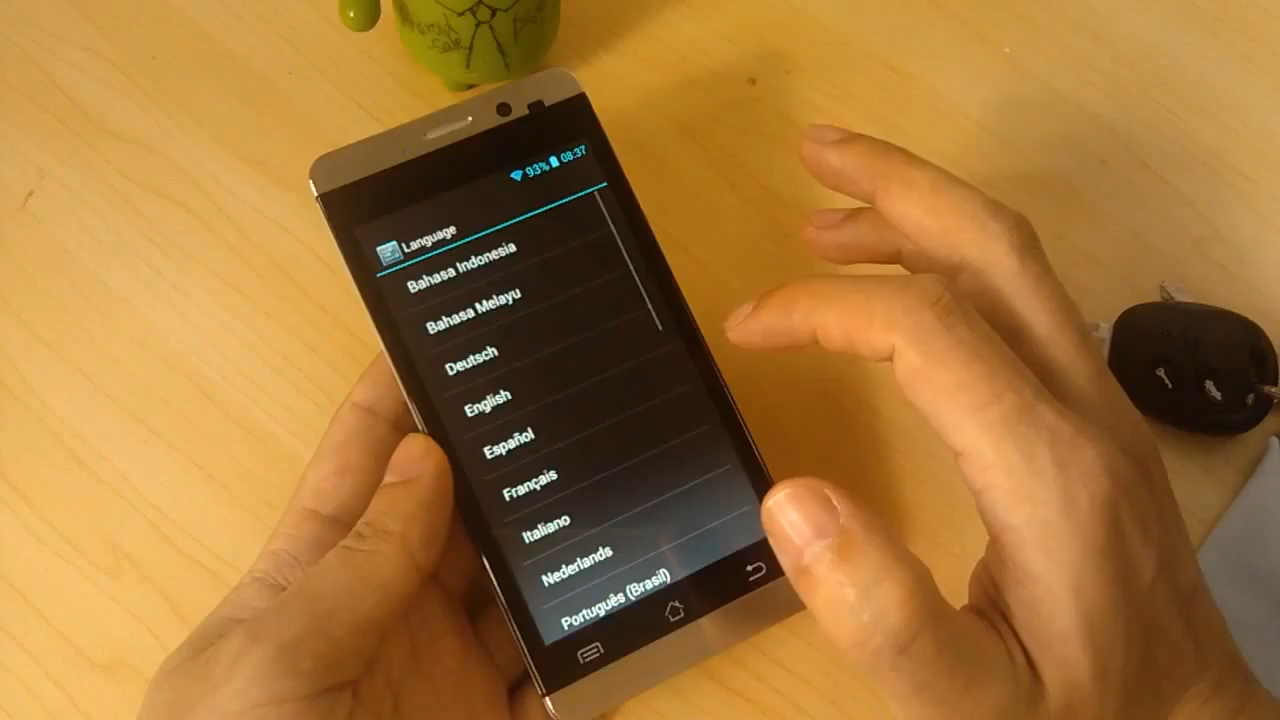 93% 08:37
Language
Bahasa Indonesia
Bahasa Melayu
Deutsch
English
Español
Français
Italiano
Nederlands
Português (Brasil)